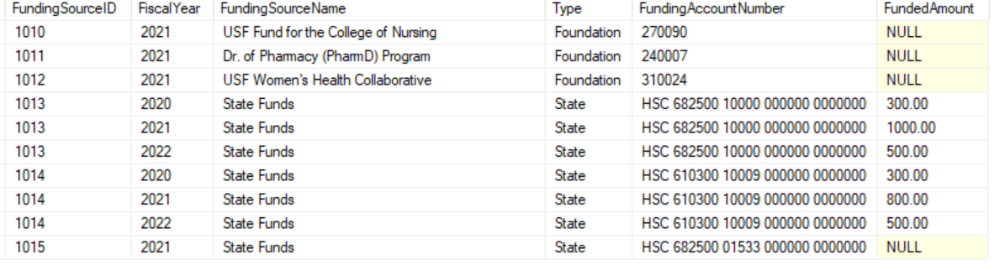 FundingSourceID FiscalYear FundingSourceName Type FundingAccountNumber FundedAmount
1010 2021 USF Fund for the College of Nursing Foundation 270090 NULL
1011 2021 Dr. of Pharmacy (PharmD) Program Foundation 240007 NULL
1012 2021 USF Women's Health Collaborative Foundation 310024 NULL
1013 2020 State Funds State HSC 682500 10000 000000 0000000 300.00
1013 2021 State Funds State HSC 682500 10000 000000 0000000 1000.00
1013 2022 State Funds State HSC 682500 10000 000000 0000000 500.00
1014 2020 State Funds State HSC 610300 10009 000000 0000000 300.00
1014 2021 State Funds State HSC 610300 10009 000000 0000000 800.00
1014 2022 State Funds State HSC 610300 10009 000000 0000000 500.00
1015 2021 State Funds State HSC 682500 01533 000000 0000000 NULL